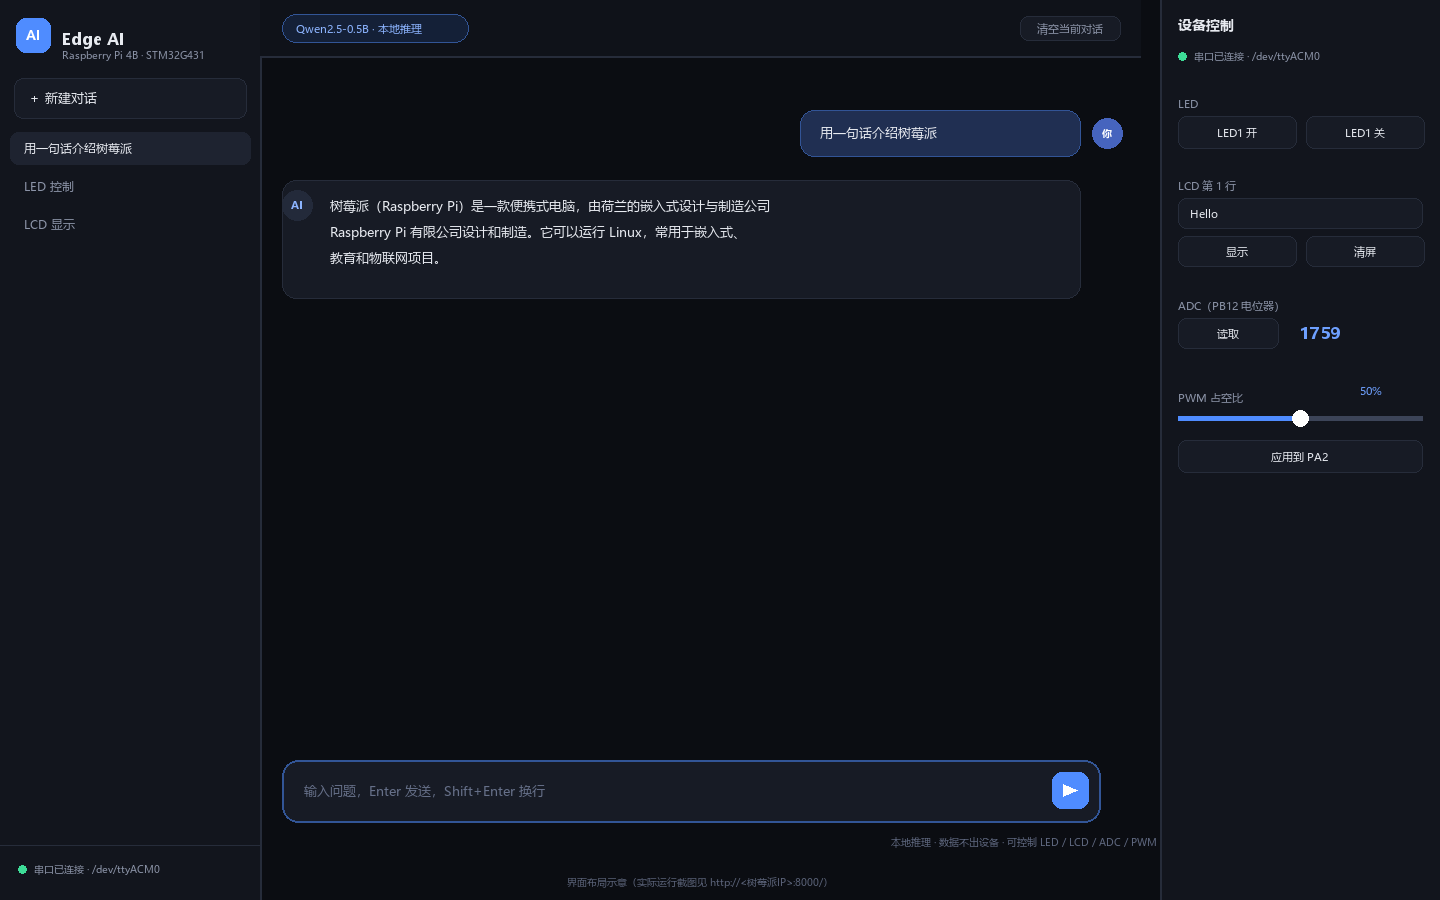 AI
Edge AI
Raspberry Pi 4B · STM32G431
+ 新建对话
用一句话介绍树莓派
LED 控制
LCD 显示
串口已连接 · /dev/ttyACM0
Qwen2.5-0.5B · 本地推理
清空当前对话
用一句话介绍树莓派
你
AI
树莓派（Raspberry Pi）是一款便携式电脑，由荷兰的嵌入式设计与制造公司
Raspberry Pi 有限公司设计和制造。它可以运行 Linux，常用于嵌入式、
教育和物联网项目。
输入问题，Enter 发送，Shift+Enter 换行
本地推理 · 数据不出设备 · 可控制 LED / LCD / ADC / PWM
界面布局示意（实际运行截图见 http://<树莓派IP>:8000/）
设备控制
串口已连接 · /dev/ttyACM0
LED
LED1 开
LED1 关
LCD 第 1 行
Hello
显示
清屏
ADC（PB12 电位器）
读取
1759
PWM 占空比
50%
应用到 PA2